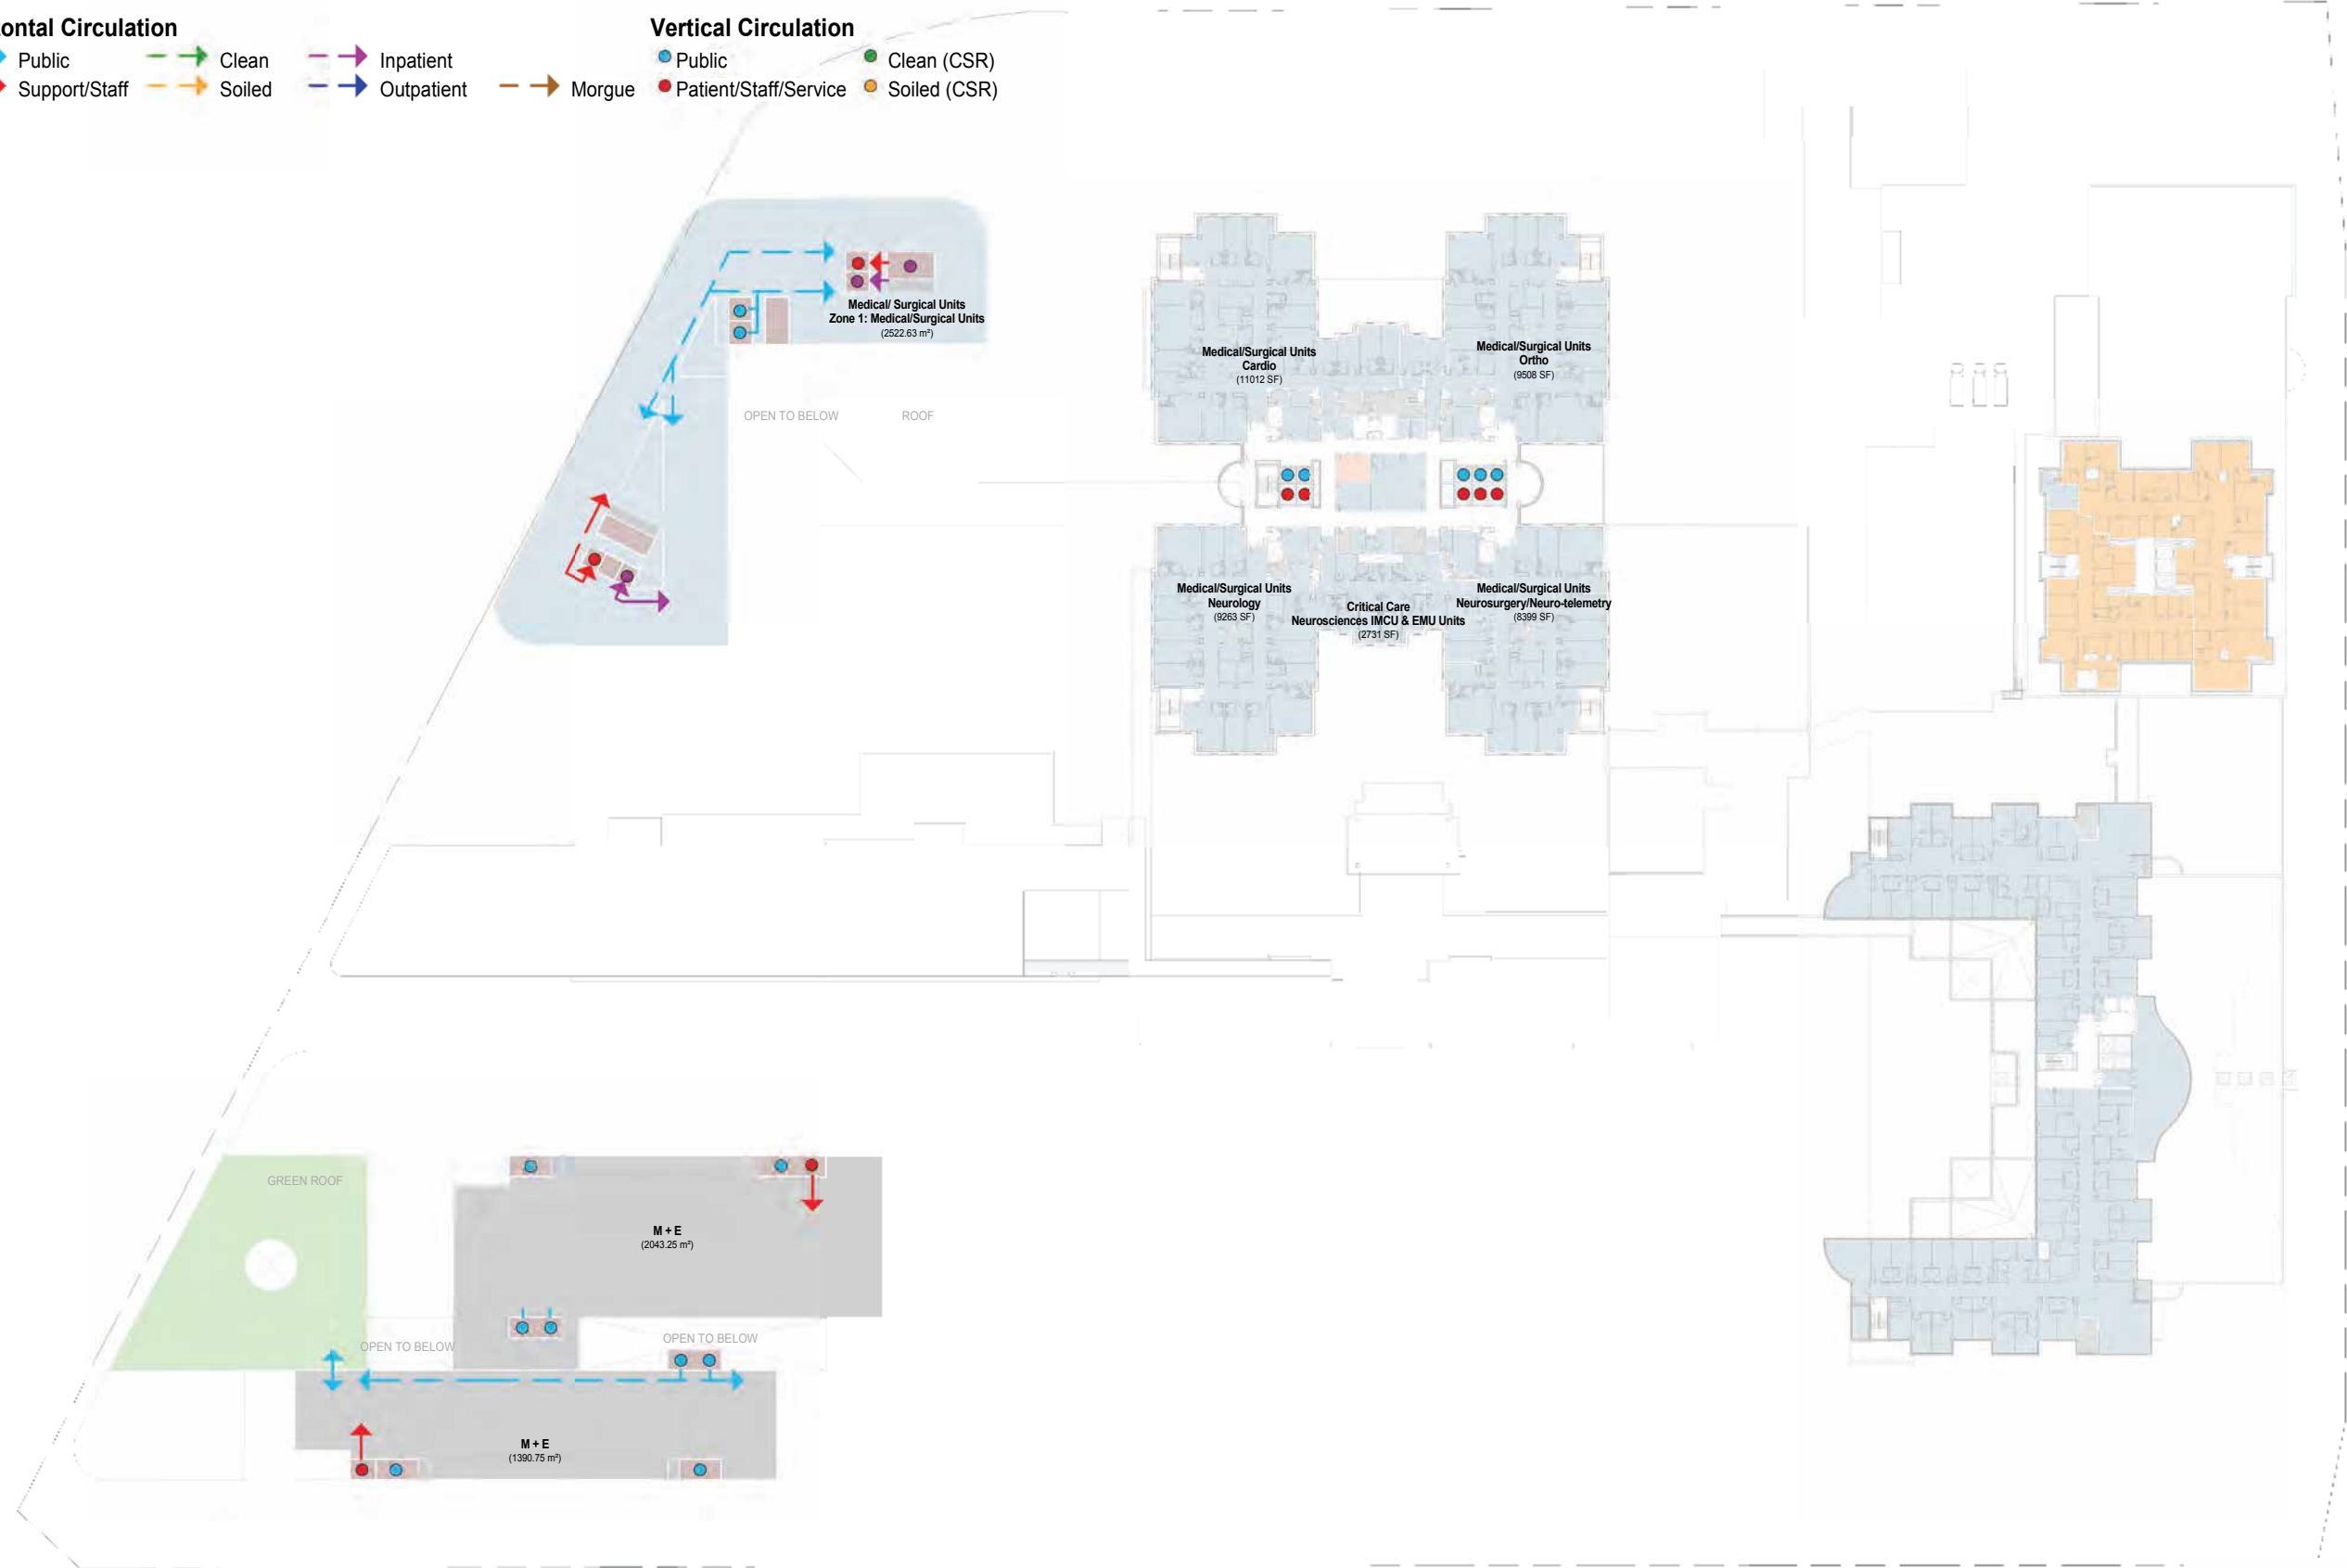 ontal Circulation
Public
Clean
Inpatient
Support/Staff
Soiled
Outpatient
Morgue
Vertical Circulation
Public
Clean (CSR)
Patient/Staff/Service
Soiled (CSR)
Medical/ Surgical Units
Zone 1: Medical/Surgical Units
(2522.63 m²)
OPEN TO BELOW
ROOF
Medical/Surgical Units
Cardio
(11012 SF)
Medical/Surgical Units
Ortho
(9508 SF)
Medical/Surgical Units
Neurology
(9263 SF)
Critical Care
Neurosciences IMCU & EMU Units
(2731 SF)
Medical/Surgical Units
Neurosurgery/Neuro-telemetry
(8399 SF)
GREEN ROOF
M + E
(2043.25 m²)
OPEN TO BELOW
OPEN TO BELOW
M + E
(1390.75 m²)